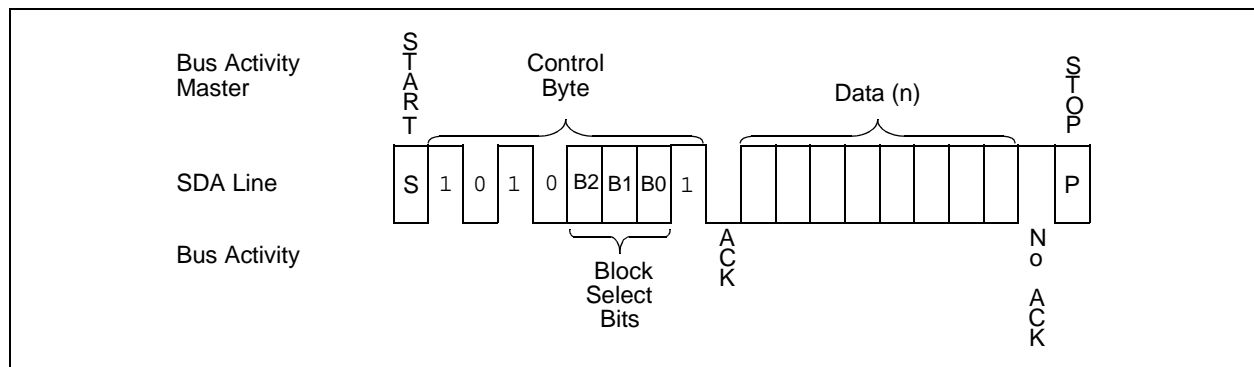 Bus Activity
Master
START
Control
Byte
Data (n)
STOP
SDA Line
S 1 0 1 0 B2 B1 B0 1
P
Bus Activity
Block
Select
Bits
ACK
No ACK